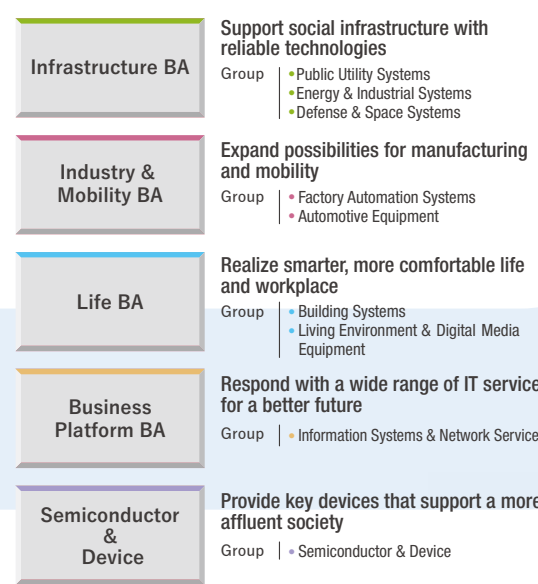 Infrastructure BA
Support social infrastructure with
reliable technologies
Group
•Public Utility Systems
•Energy & Industrial Systems
•Defense & Space Systems
Industry &
Mobility BA
Expand possibilities for manufacturing
and mobility
Group
• Factory Automation Systems
• Automotive Equipment
Life BA
Realize smarter, more comfortable life
and workplace
Group
• Building Systems
• Living Environment & Digital Media
Equipment
Business
Platform BA
Respond with a wide range of IT service
for a better future
Group
• Information Systems & Network Service
Semiconductor
&
Device
Provide key devices that support a more
affluent society
Group
• Semiconductor & Device